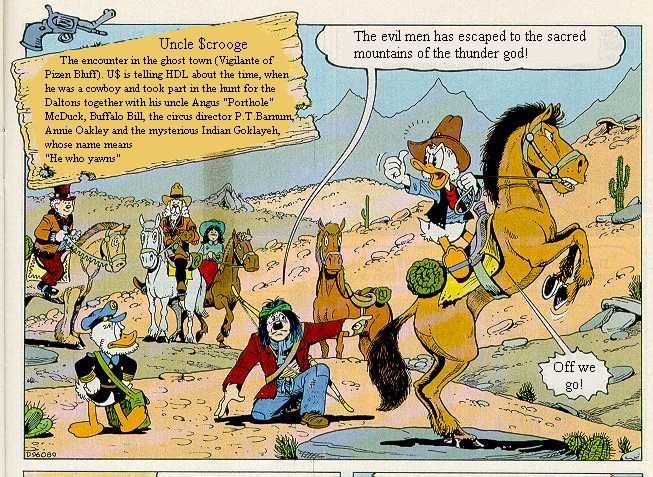 Uncle $crooge
The encounter in the ghost town (Vigilante of
Pizen Bluff). U$ is telling HDL about the time, when
he was a cowboy and took part in the hunt for the
Daltons together with his uncle Angus "Porthole"
McDuck, Buffalo Bill, the circus director P.T.Barnum,
Annie Oakley and the mysterious Indian Goklayeh,
whose name means
"He who yawns"
The evil men has escaped to the sacred
mountains of the thunder god!
Off we
go!
D96089